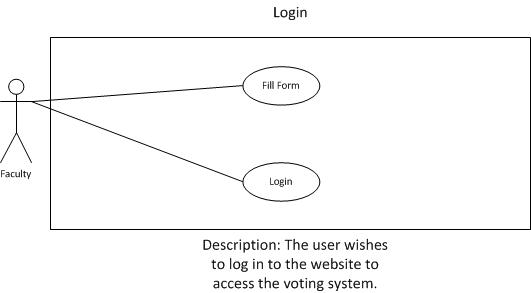 Login
Fill Form
Faculty
Login
Description: The user wishes
to log in to the website to
access the voting system.